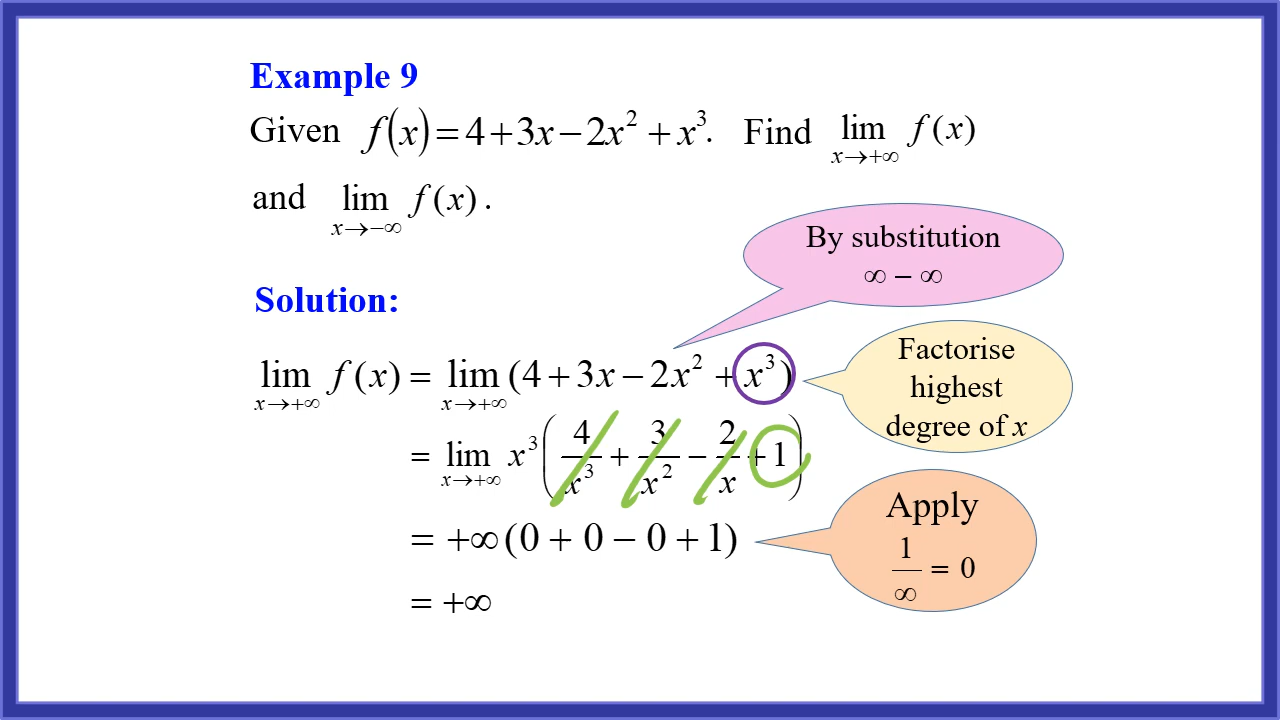 Example 9
Given f(x) = 4 + 3x − 2x² + x³. Find lim x→+∞ f(x)
and lim x→−∞ f(x).
By substitution
∞ − ∞
Solution:
lim x→+∞ f(x) = lim x→+∞ (4 + 3x − 2x² + x³)
Factorise
highest
degree of x
= lim x→+∞ x³ (4/x³ + 3/x² − 2/x + 1)
= +∞ (0 + 0 − 0 + 1)
Apply
1/∞ = 0
= +∞